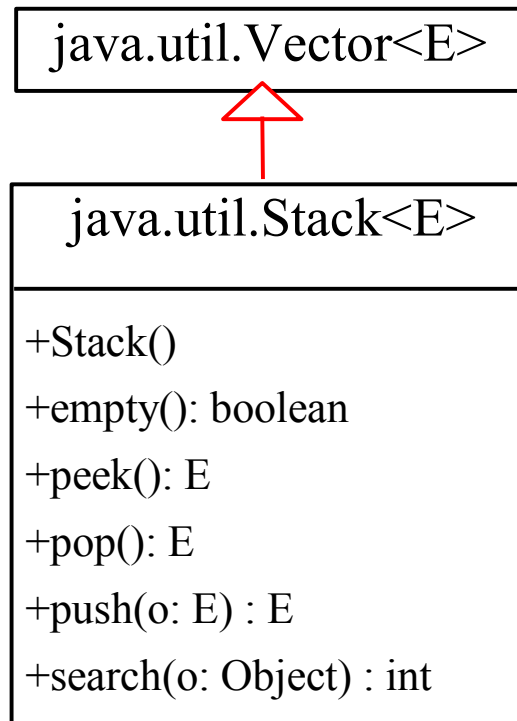 java.util.Vector<E>
java.util.Stack<E>
+Stack()
+empty(): boolean
+peek(): E
+pop(): E
+push(o: E) : E
+search(o: Object) : int